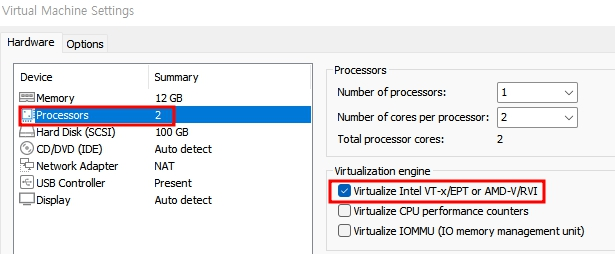 Virtual Machine Settings
Hardware Options
Device Summary
Memory 12 GB
Processors 2
Hard Disk (SCSI) 100 GB
CD/DVD (IDE) Auto detect
Network Adapter NAT
USB Controller Present
Display Auto detect
Processors
Number of processors: 1
Number of cores per processor: 2
Total processor cores: 2
Virtualization engine
Virtualize Intel VT-x/EPT or AMD-V/RVI
Virtualize CPU performance counters
Virtualize IOMMU (IO memory management unit)